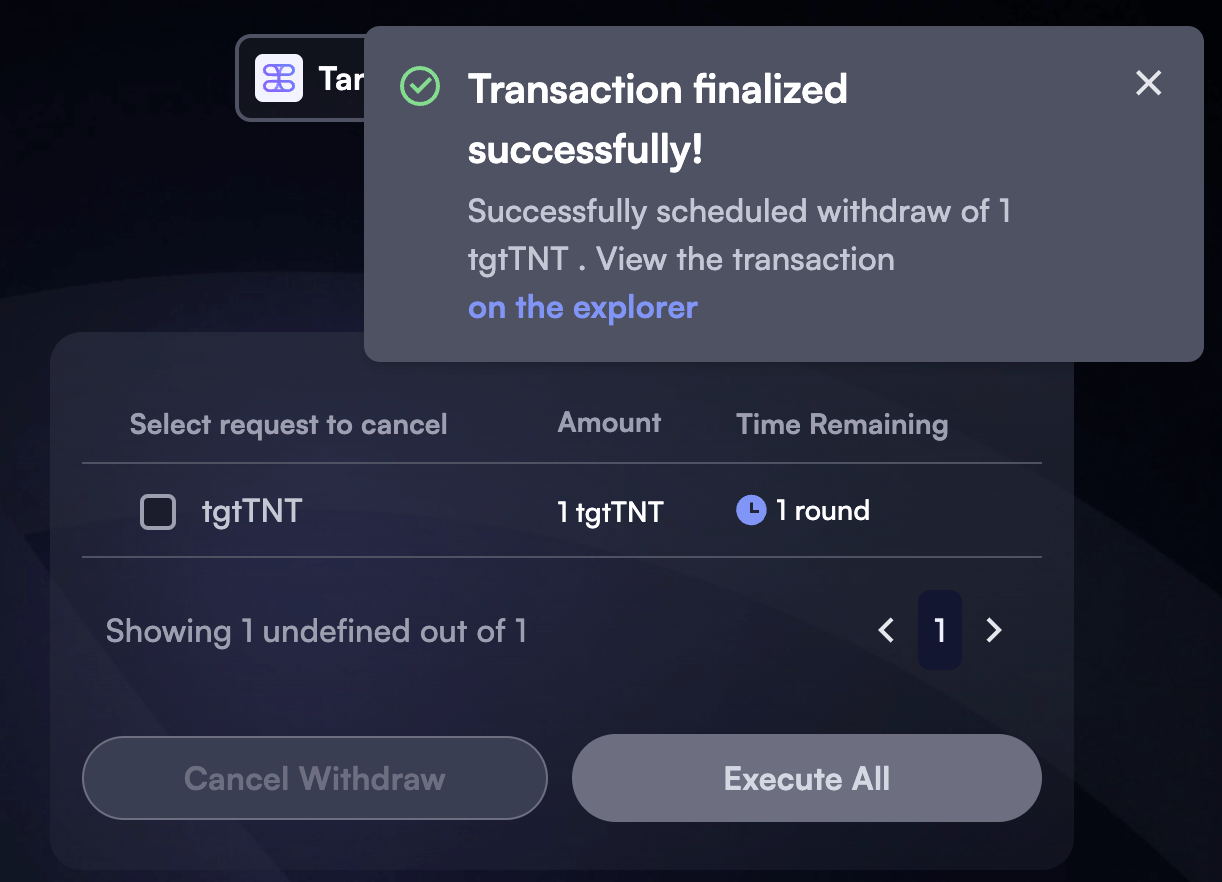 Tar
Transaction finalized
successfully!
Successfully scheduled withdraw of 1
tgtTNT . View the transaction
on the explorer
Select request to cancel Amount Time Remaining
tgtTNT 1 tgtTNT 1 round
Showing 1 undefined out of 1 1
Cancel Withdraw Execute All